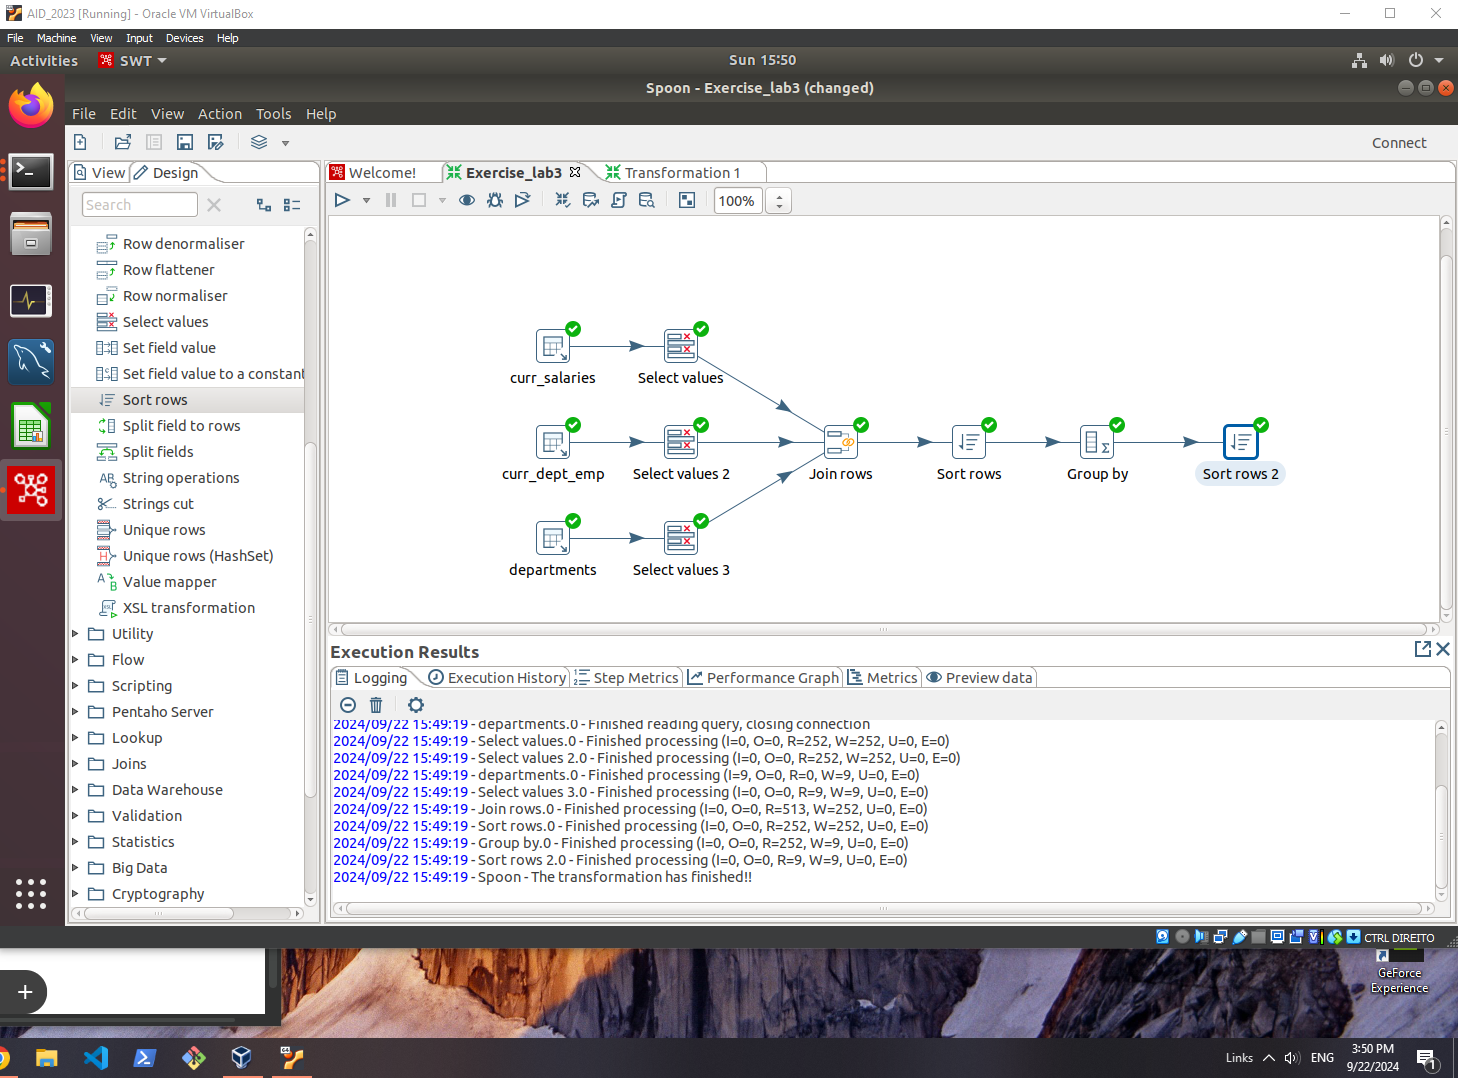 AID_2023 [Running] - Oracle VM VirtualBox
File Machine View Input Devices Help
Activities SWT Sun 15:50
Spoon - Exercise_lab3 (changed)
File Edit View Action Tools Help
Connect
View Design Welcome! Exercise_lab3 Transformation 1
Search 100%
Row denormaliser
Row flattener
Row normaliser
Select values
Set field value
Set field value to a constant
Sort rows
Split field to rows
Split fields
String operations
Strings cut
Unique rows
Unique rows (HashSet)
Value mapper
XSL transformation
Utility
Flow
Scripting
Pentaho Server
Lookup
Joins
Data Warehouse
Validation
Statistics
Big Data
Cryptography
curr_salaries Select values
curr_dept_emp Select values 2 Join rows Sort rows Group by Sort rows 2
departments Select values 3
Execution Results
Logging Execution History Step Metrics Performance Graph Metrics Preview data
2024/09/22 15:49:19 - departments.0 - Finished reading query, closing connection
2024/09/22 15:49:19 - Select values.0 - Finished processing (I=0, O=0, R=252, W=252, U=0, E=0)
2024/09/22 15:49:19 - Select values 2.0 - Finished processing (I=0, O=0, R=252, W=252, U=0, E=0)
2024/09/22 15:49:19 - departments.0 - Finished processing (I=9, O=0, R=0, W=9, U=0, E=0)
2024/09/22 15:49:19 - Select values 3.0 - Finished processing (I=0, O=0, R=9, W=9, U=0, E=0)
2024/09/22 15:49:19 - Join rows.0 - Finished processing (I=0, O=0, R=513, W=252, U=0, E=0)
2024/09/22 15:49:19 - Sort rows.0 - Finished processing (I=0, O=0, R=252, W=252, U=0, E=0)
2024/09/22 15:49:19 - Group by.0 - Finished processing (I=0, O=0, R=252, W=9, U=0, E=0)
2024/09/22 15:49:19 - Sort rows 2.0 - Finished processing (I=0, O=0, R=9, W=9, U=0, E=0)
2024/09/22 15:49:19 - Spoon - The transformation has finished!!
CTRL DIREITO
GeForce
Experience
Links ENG 3:50 PM
9/22/2024
1